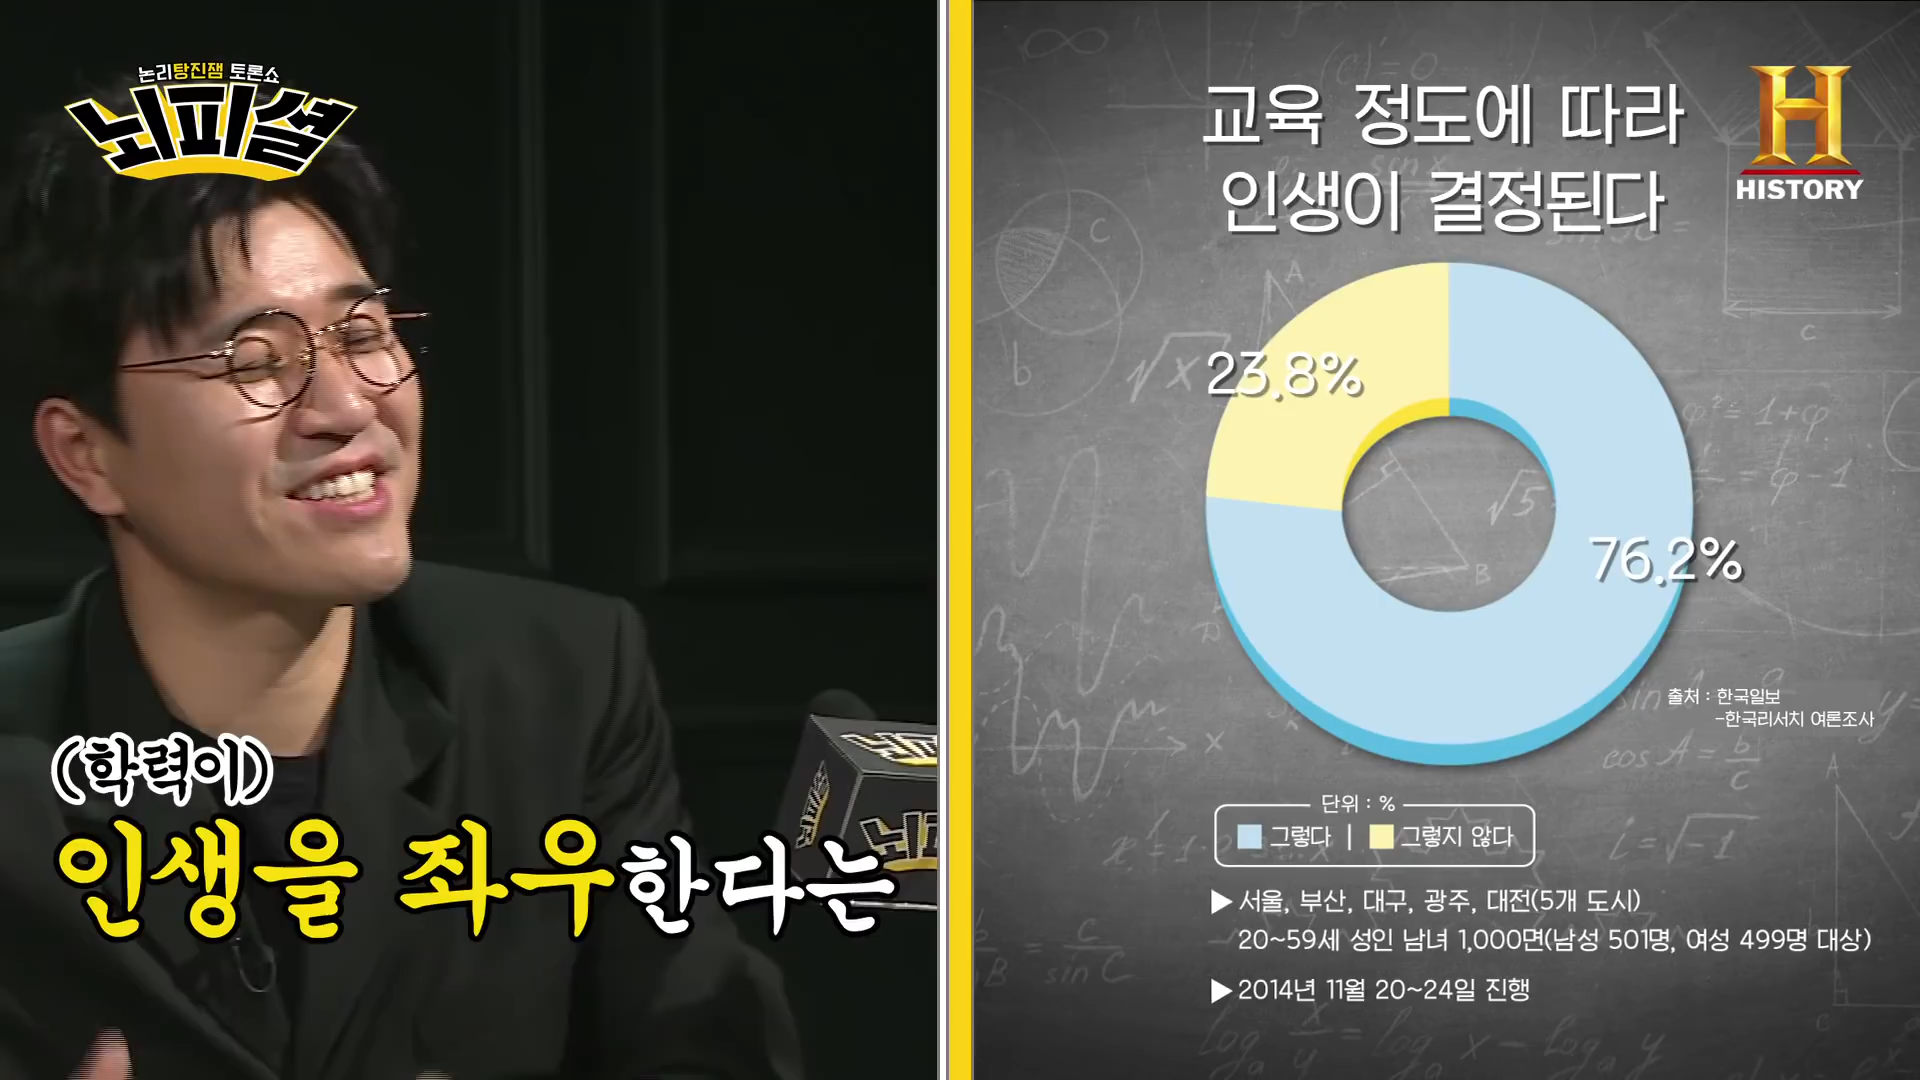 논리탕진잼 토론쇼
뇌피셜
(학력이)
인생을 좌우한다는
교육 정도에 따라
인생이 결정된다
HISTORY
23.8%
76.2%
출처 : 한국일보
-한국리서치 여론조사
단위 : %
그렇다 | 그렇지 않다
▶서울, 부산, 대구, 광주, 대전(5개 도시)
20~59세 성인 남녀 1,000면(남성 501명, 여성 499명 대상)
▶2014년 11월 20~24일 진행